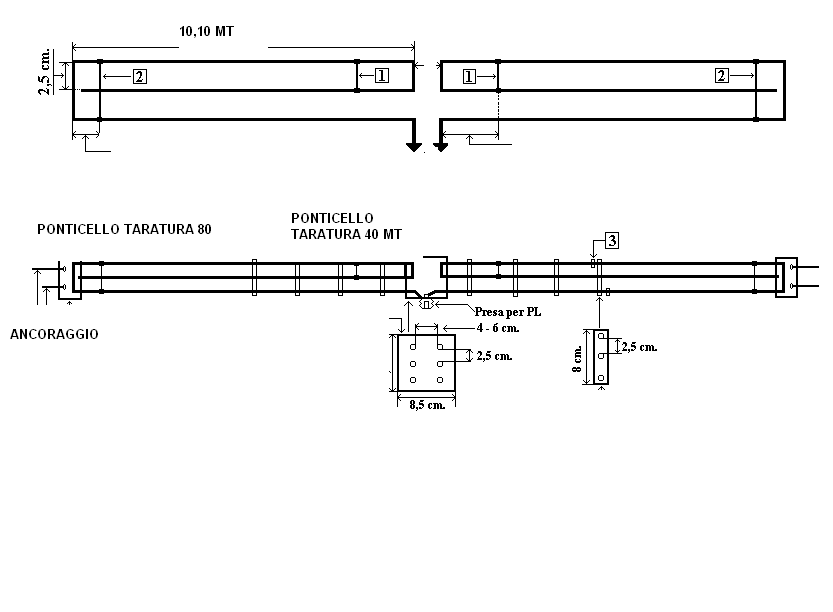 10,10 MT
2,5 cm.
2
1
1
2
PONTICELLO TARATURA 80
PONTICELLO
TARATURA 40 MT
3
ANCORAGGIO
Presa per PL
4 - 6 cm.
2,5 cm.
8,5 cm.
8 cm.
2,5 cm.